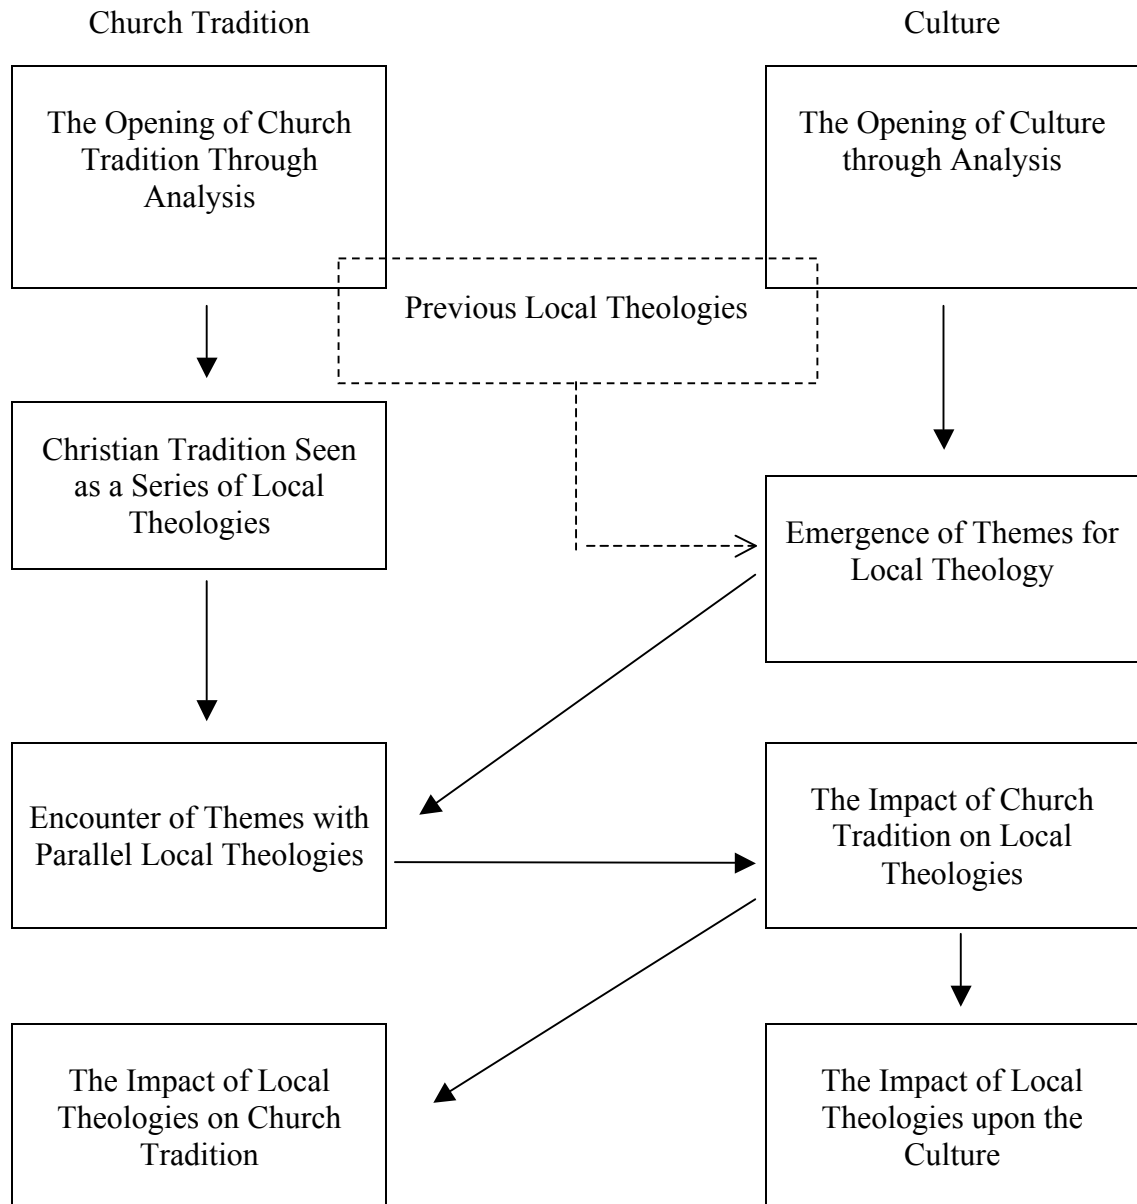 Church Tradition
Culture
The Opening of Church
Tradition Through
Analysis
The Opening of Culture
through Analysis
Previous Local Theologies
Christian Tradition Seen
as a Series of Local
Theologies
Emergence of Themes for
Local Theology
Encounter of Themes with
Parallel Local Theologies
The Impact of Church
Tradition on Local
Theologies
The Impact of Local
Theologies on Church
Tradition
The Impact of Local
Theologies upon the
Culture